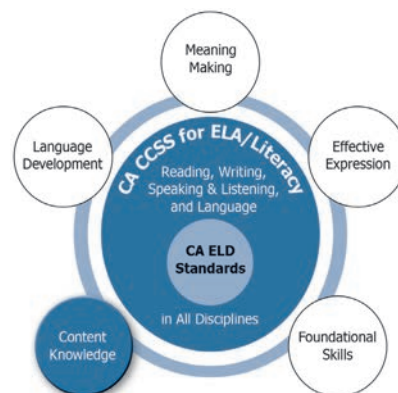 Meaning
Making
Language
Development
Effective
Expression
CA CCSS for ELA/Literacy
Reading, Writing,
Speaking & Listening,
and Language
CA ELD
Standards
in All Disciplines
Content
Knowledge
Foundational
Skills